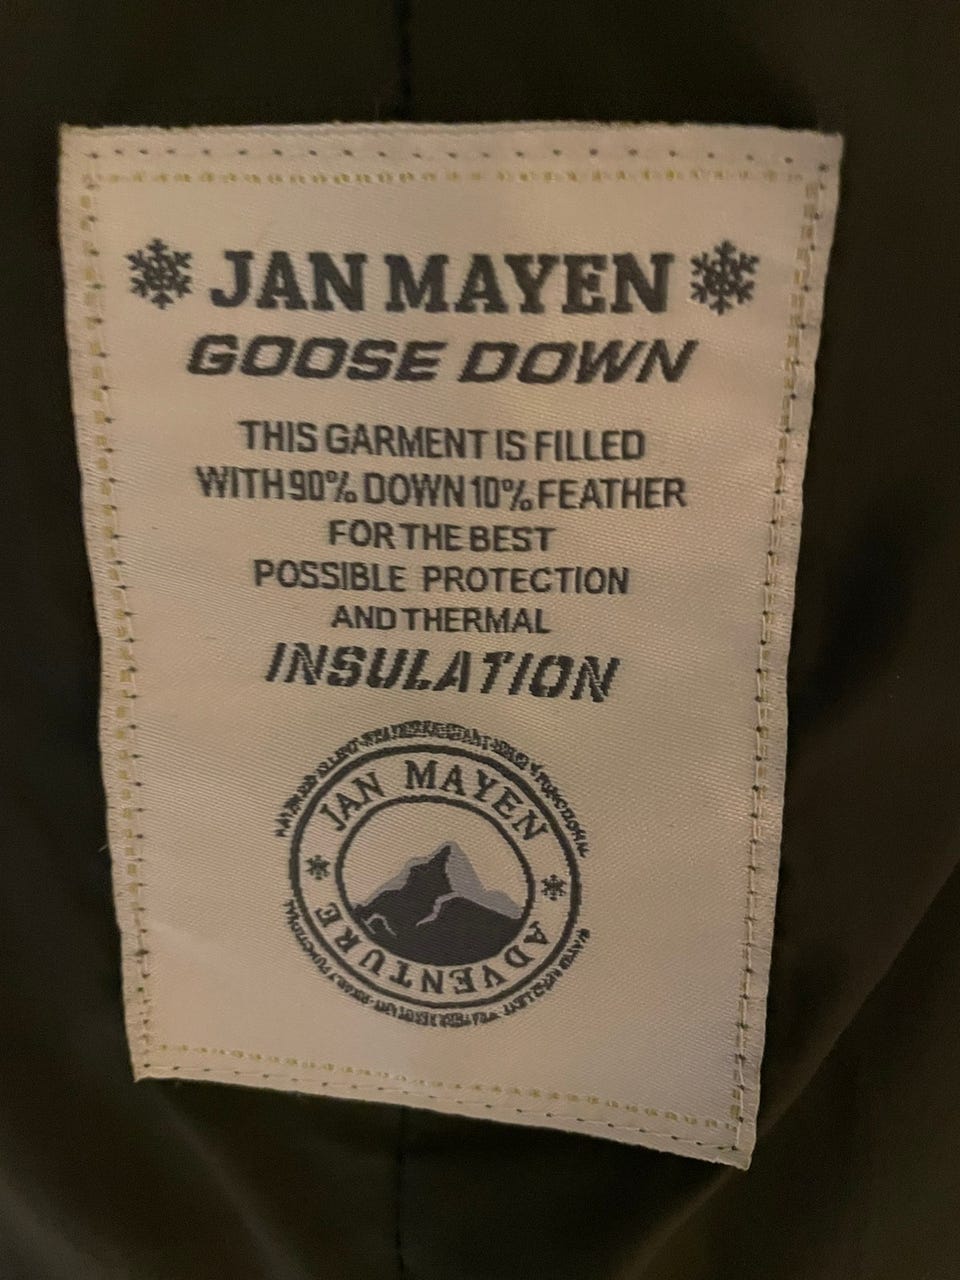 JAN MAYEN
GOOSE DOWN
THIS GARMENT IS FILLED
WITH 90% DOWN 10% FEATHER
FOR THE BEST
POSSIBLE PROTECTION
AND THERMAL
INSULATION
JAN MAYEN
ADVENTURE